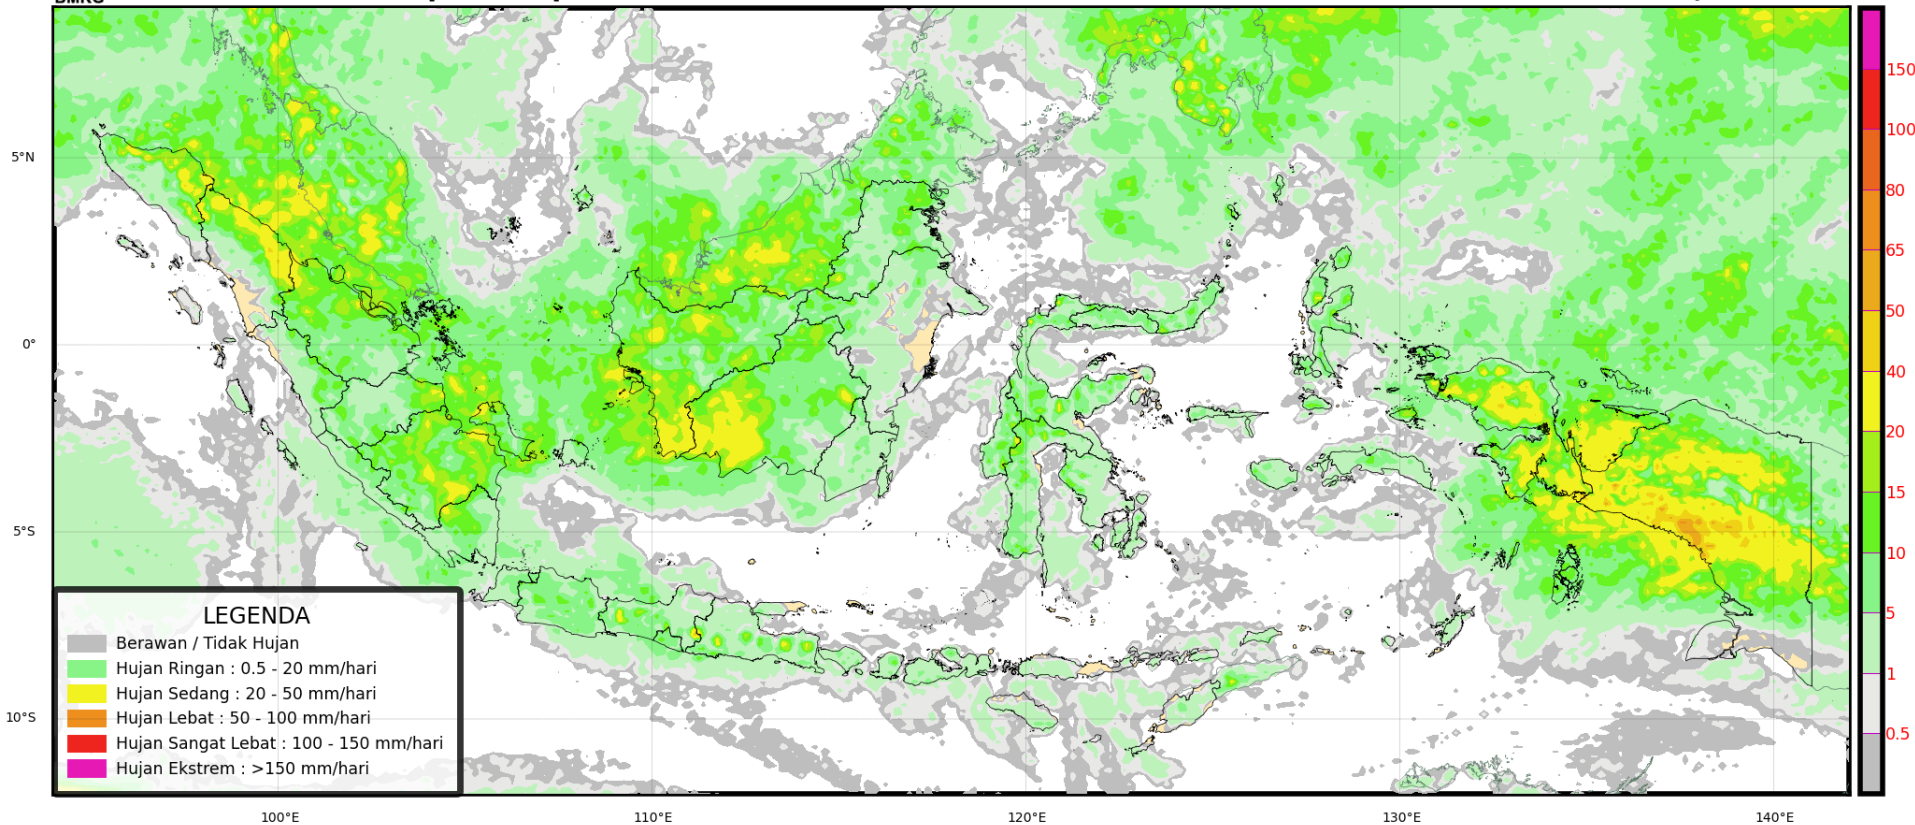 BMKG
5°N
0°
5°S
10°S
100°E
110°E
120°E
130°E
140°E
LEGENDA
Berawan / Tidak Hujan
Hujan Ringan : 0.5 - 20 mm/hari
Hujan Sedang : 20 - 50 mm/hari
Hujan Lebat : 50 - 100 mm/hari
Hujan Sangat Lebat : 100 - 150 mm/hari
Hujan Ekstrem : >150 mm/hari
150
100
80
65
50
40
20
15
10
5
1
0.5